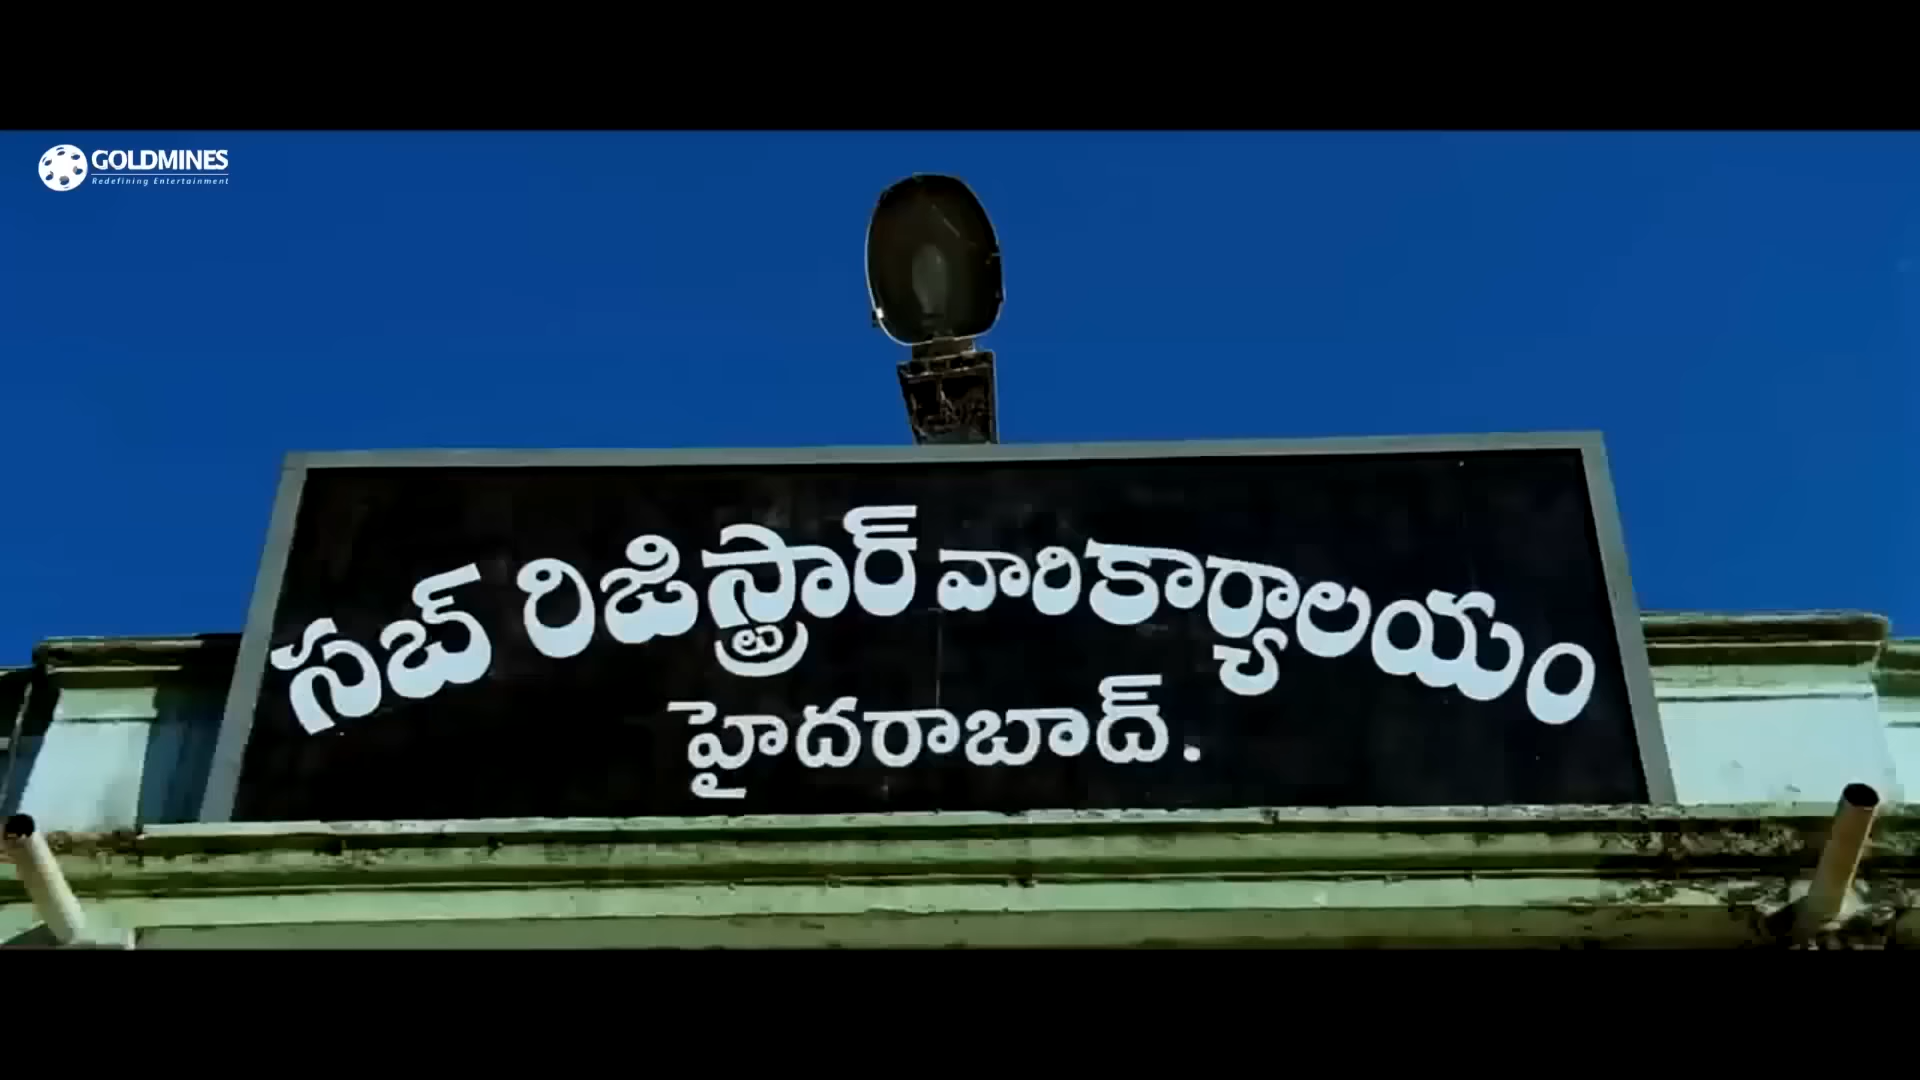 GOLDMINES
Redefining Entertainment
సబ్ రిజిస్ట్రార్ వారి కార్యాలయం
హైదరాబాద్.